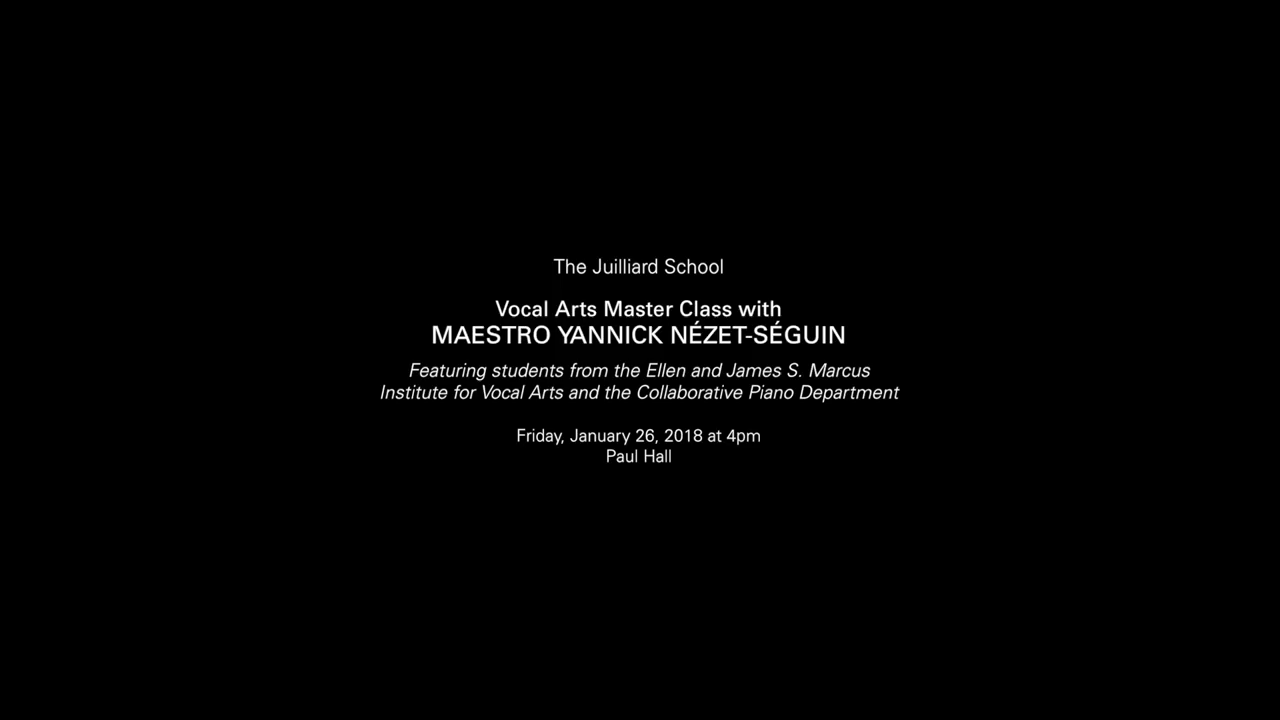 The Juilliard School
Vocal Arts Master Class with
MAESTRO YANNICK NÉZET-SÉGUIN
Featuring students from the Ellen and James S. Marcus
Institute for Vocal Arts and the Collaborative Piano Department
Friday, January 26, 2018 at 4pm
Paul Hall